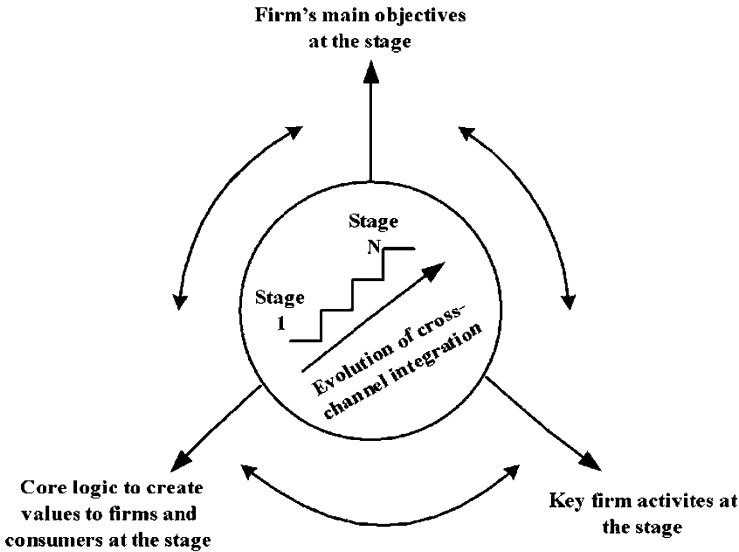 Firm's main objectives
at the stage
Stage
N
Stage
1
Evolution of cross-
channel integration
Core logic to create
values to firms and
consumers at the stage
Key firm activites at
the stage